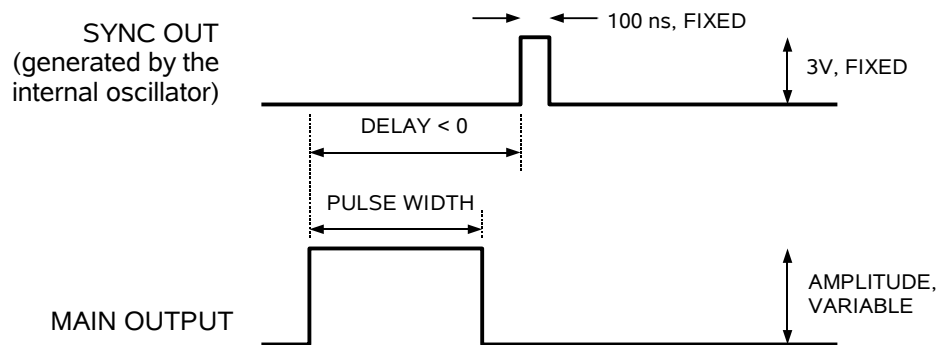 SYNC OUT
(generated by the
internal oscillator)
100 ns, FIXED
3V, FIXED
DELAY < 0
PULSE WIDTH
MAIN OUTPUT
AMPLITUDE,
VARIABLE